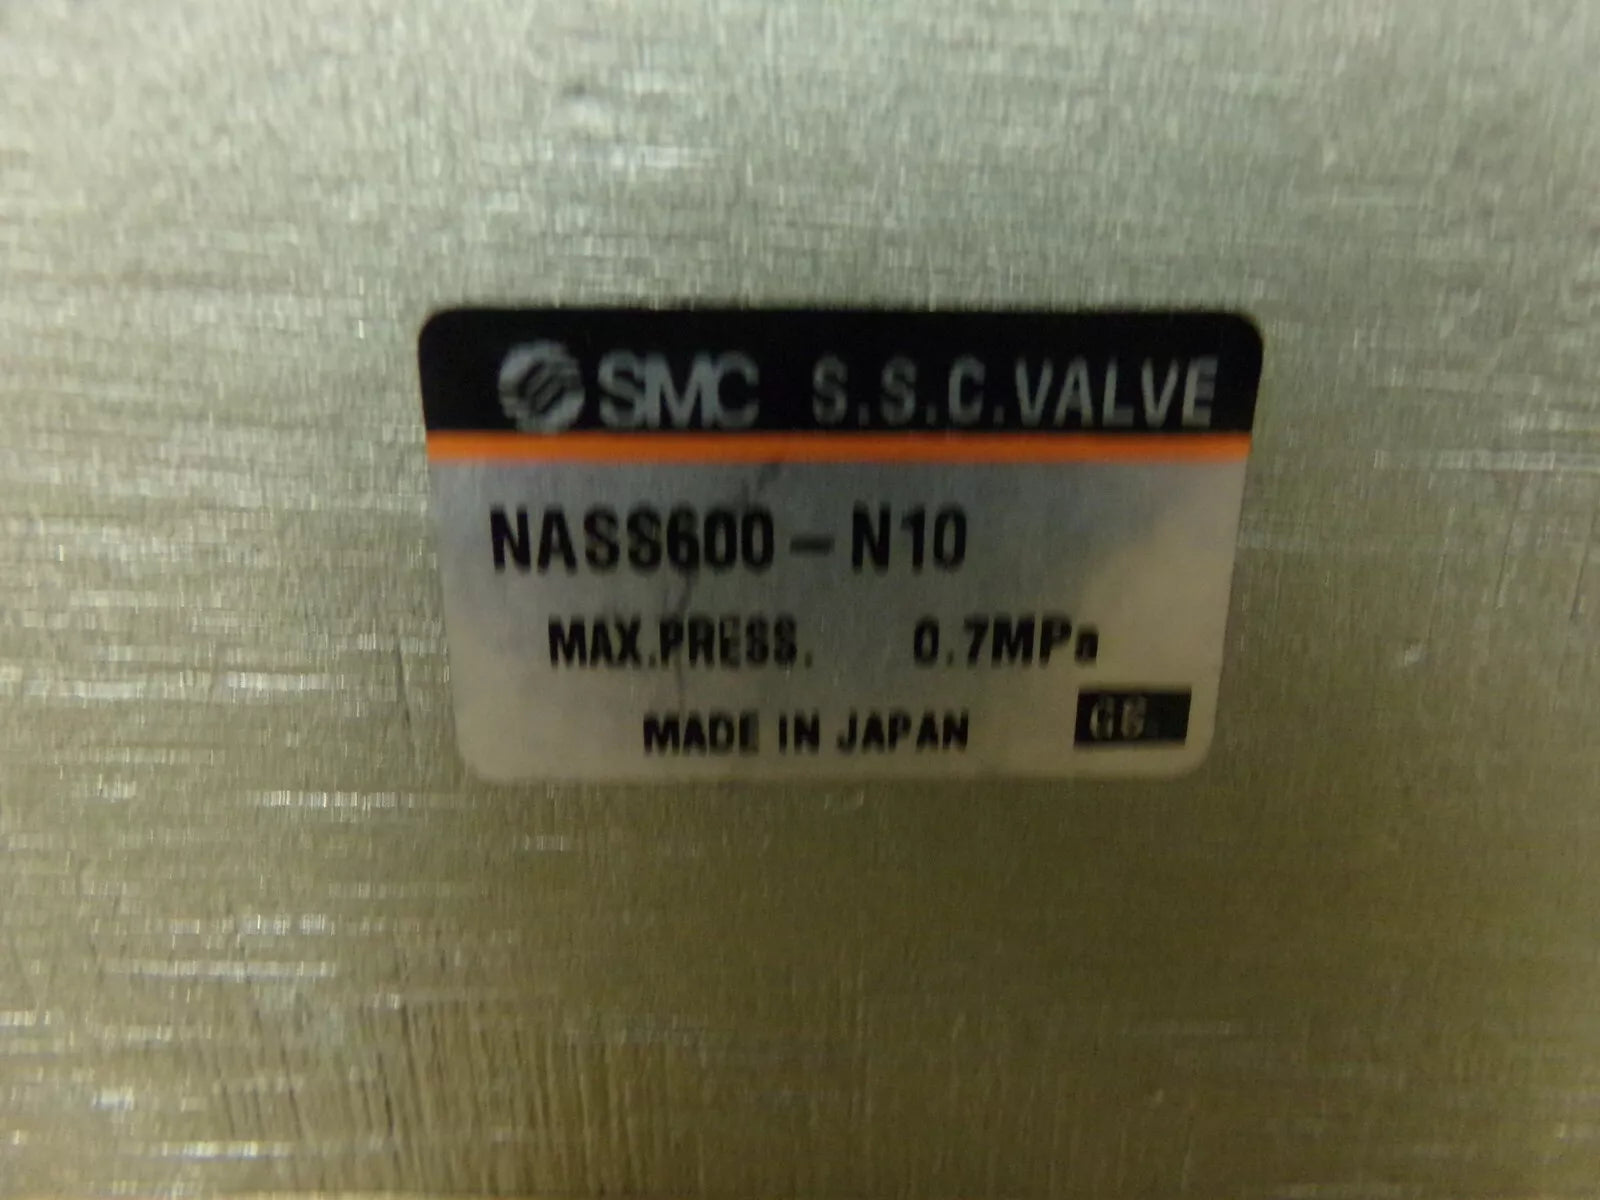 SMC S.S.C.VALVE
NASS600-N10
MAX.PRESS. 0.7MPa
MADE IN JAPAN